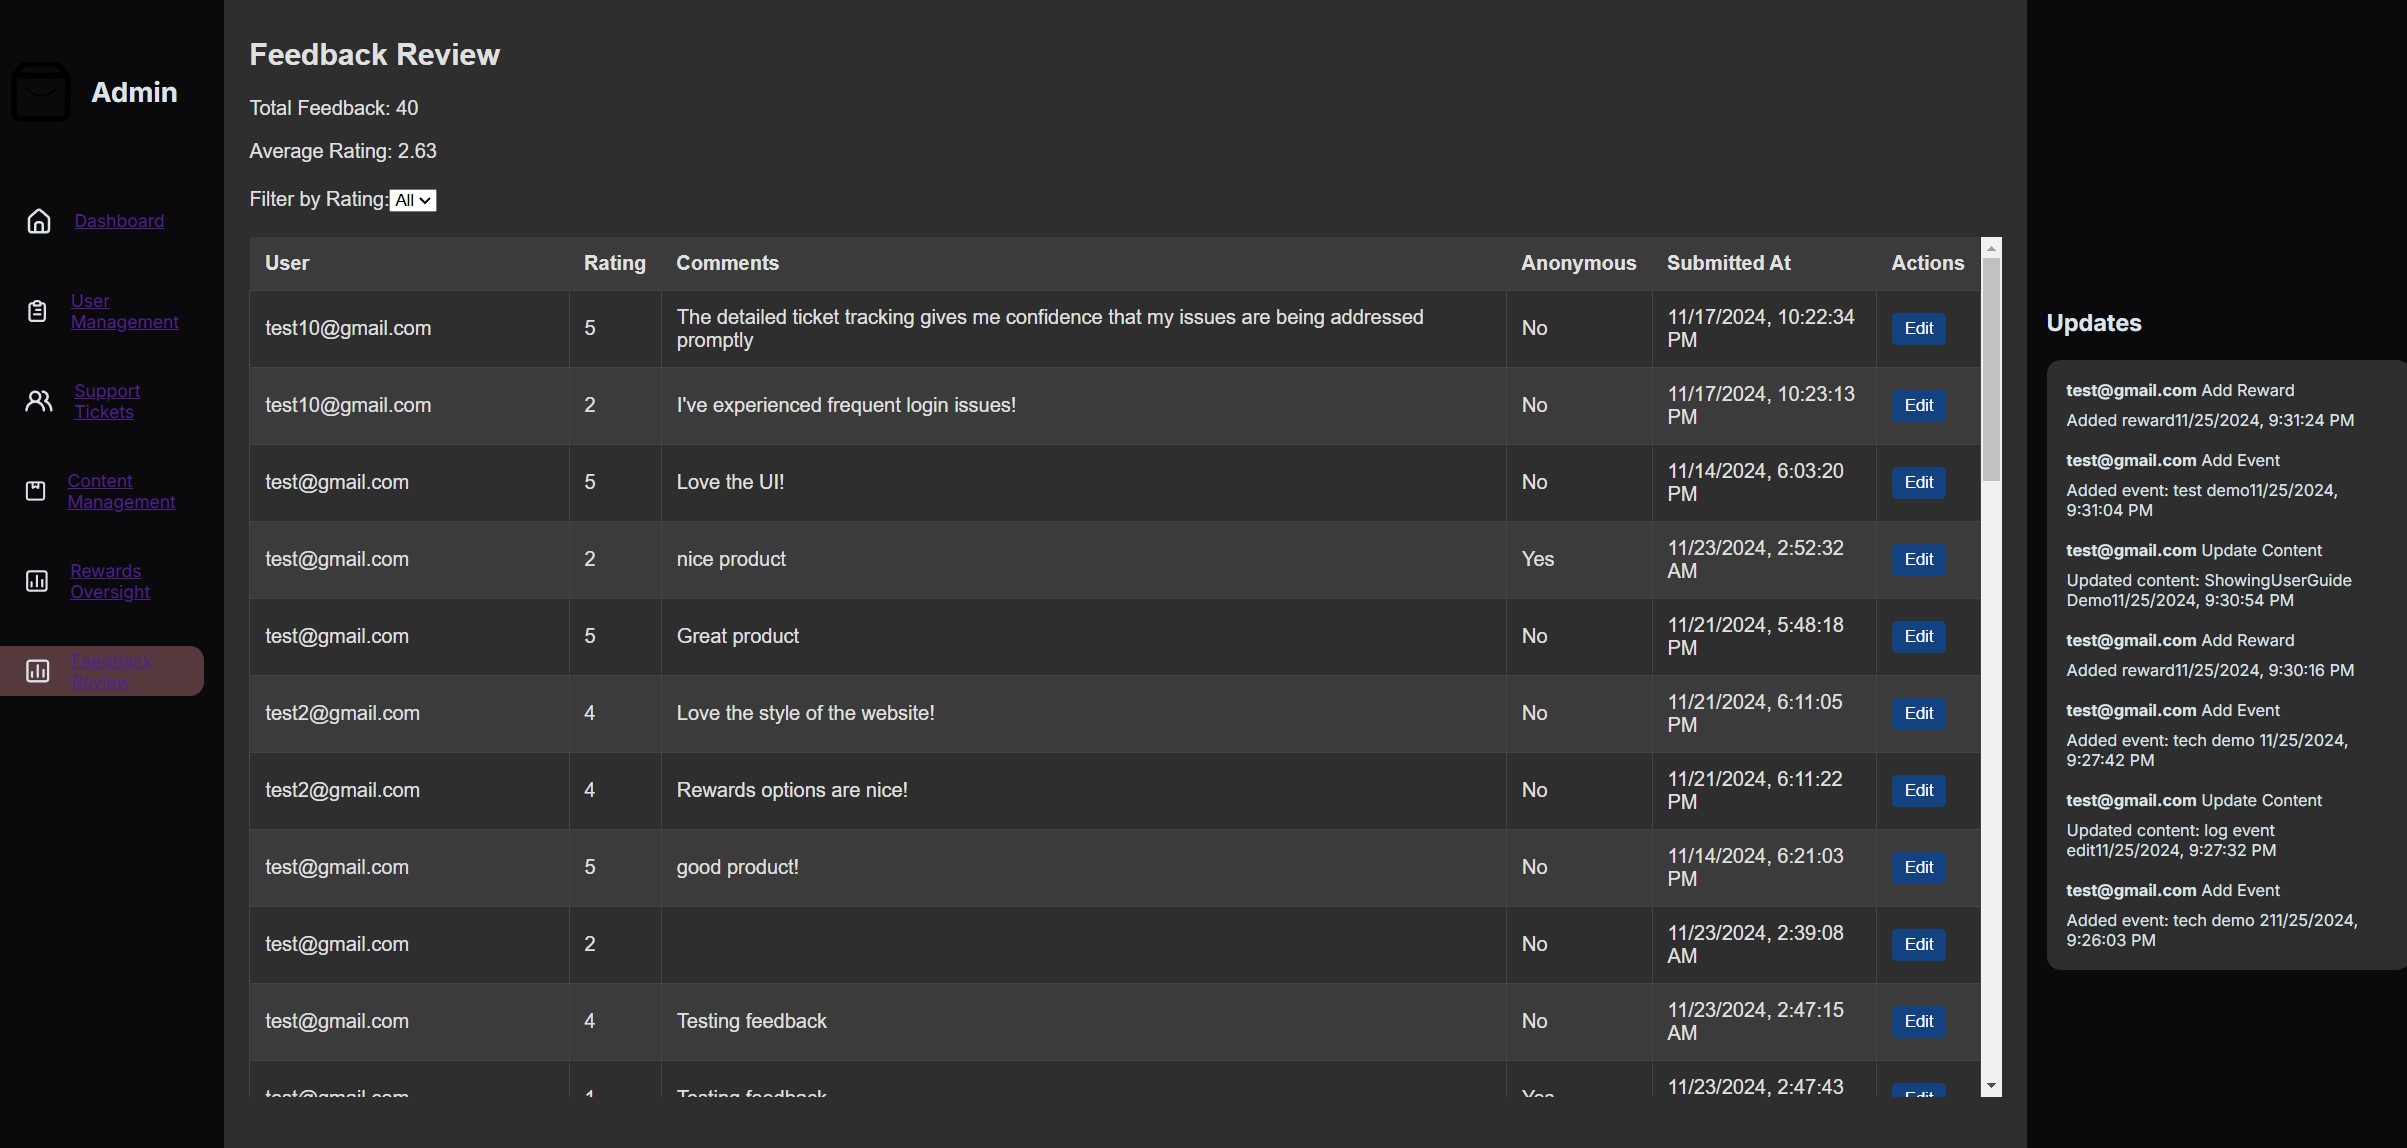 Admin
Dashboard
User
Management
Support
Tickets
Content
Management
Rewards
Oversight
Feedback
Review
Feedback Review
Total Feedback: 40
Average Rating: 2.63
Filter by Rating: All
User Rating Comments Anonymous Submitted At Actions
test10@gmail.com 5 The detailed ticket tracking gives me confidence that my issues are being addressed No 11/17/2024, 10:22:34 Edit
promptly PM
test10@gmail.com 2 I've experienced frequent login issues! No 11/17/2024, 10:23:13 Edit
PM
test@gmail.com 5 Love the UI! No 11/14/2024, 6:03:20 Edit
PM
test@gmail.com 2 nice product Yes 11/23/2024, 2:52:32 Edit
AM
test@gmail.com 5 Great product No 11/21/2024, 5:48:18 Edit
PM
test2@gmail.com 4 Love the style of the website! No 11/21/2024, 6:11:05 Edit
PM
test2@gmail.com 4 Rewards options are nice! No 11/21/2024, 6:11:22 Edit
PM
test@gmail.com 5 good product! No 11/14/2024, 6:21:03 Edit
PM
test@gmail.com 2 No 11/23/2024, 2:39:08 Edit
AM
test@gmail.com 4 Testing feedback No 11/23/2024, 2:47:15 Edit
AM
test@gmail.com 1 Testing feedback Yes 11/23/2024, 2:47:43 Edit
Updates
test@gmail.com Add Reward
Added reward11/25/2024, 9:31:24 PM
test@gmail.com Add Event
Added event: test demo11/25/2024,
9:31:04 PM
test@gmail.com Update Content
Updated content: ShowingUserGuide
Demo11/25/2024, 9:30:54 PM
test@gmail.com Add Reward
Added reward11/25/2024, 9:30:16 PM
test@gmail.com Add Event
Added event: tech demo 11/25/2024,
9:27:42 PM
test@gmail.com Update Content
Updated content: log event
edit11/25/2024, 9:27:32 PM
test@gmail.com Add Event
Added event: tech demo 211/25/2024,
9:26:03 PM